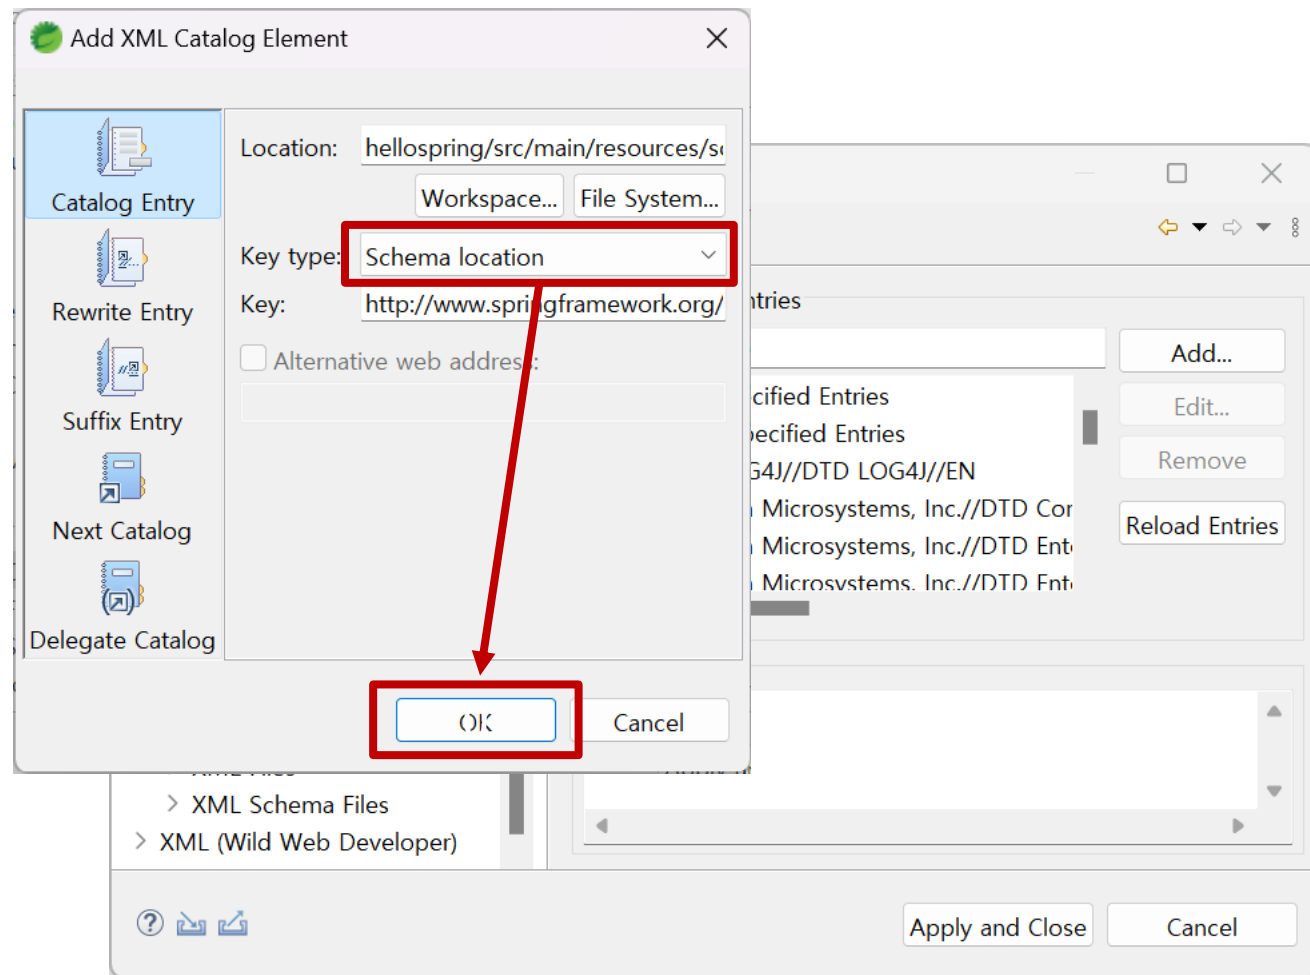 Add XML Catalog Element
Catalog Entry
Rewrite Entry
Suffix Entry
Next Catalog
Delegate Catalog
Location: hellospring/src/main/resources/s
Workspace... File System...
Key type: Schema location
Key: http://www.springframework.org/
Alternative web address:
OK Cancel
ntries
Add...
Edit...
Remove
Reload Entries
cified Entries
pecified Entries
G4J//DTD LOG4J//EN
Microsystems, Inc.//DTD Cor
Microsystems, Inc.//DTD Ent
Microsystems, Inc.//DTD Ent
XML Files
XML Schema Files
XML (Wild Web Developer)
Apply and Close Cancel